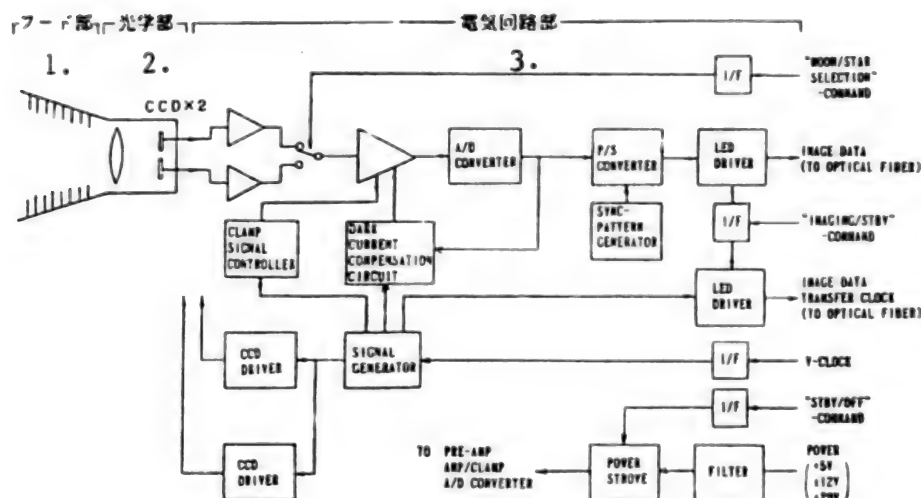 フード部 光学部 電気回路部
1. 2. 3.
CCD×2
I/F
"MOON/STAR
SELECTION"
-COMMAND
A/D
CONVERTER
P/S
CONVERTER
LED
DRIVER
IMAGE DATA
(TO OPTICAL FIBER)
CLAMP
SIGNAL
CONTROLLER
DARK
CURRENT
COMPENSATION
CIRCUIT
SYNC-
PATTERN
GENERATOR
I/F
"IMAGING/STBY"
-COMMAND
LED
DRIVER
IMAGE DATA
TRANSFER CLOCK
(TO OPTICAL FIBER)
CCD
DRIVER
SIGNAL
GENERATOR
I/F
V-CLOCK
I/F
"STBY/OFF"
-COMMAND
CCD
DRIVER
TO PRE-AMP
AMP/CLAMP
A/D CONVERTER
POWER
STROVE
FILTER
POWER
+5V
±12V